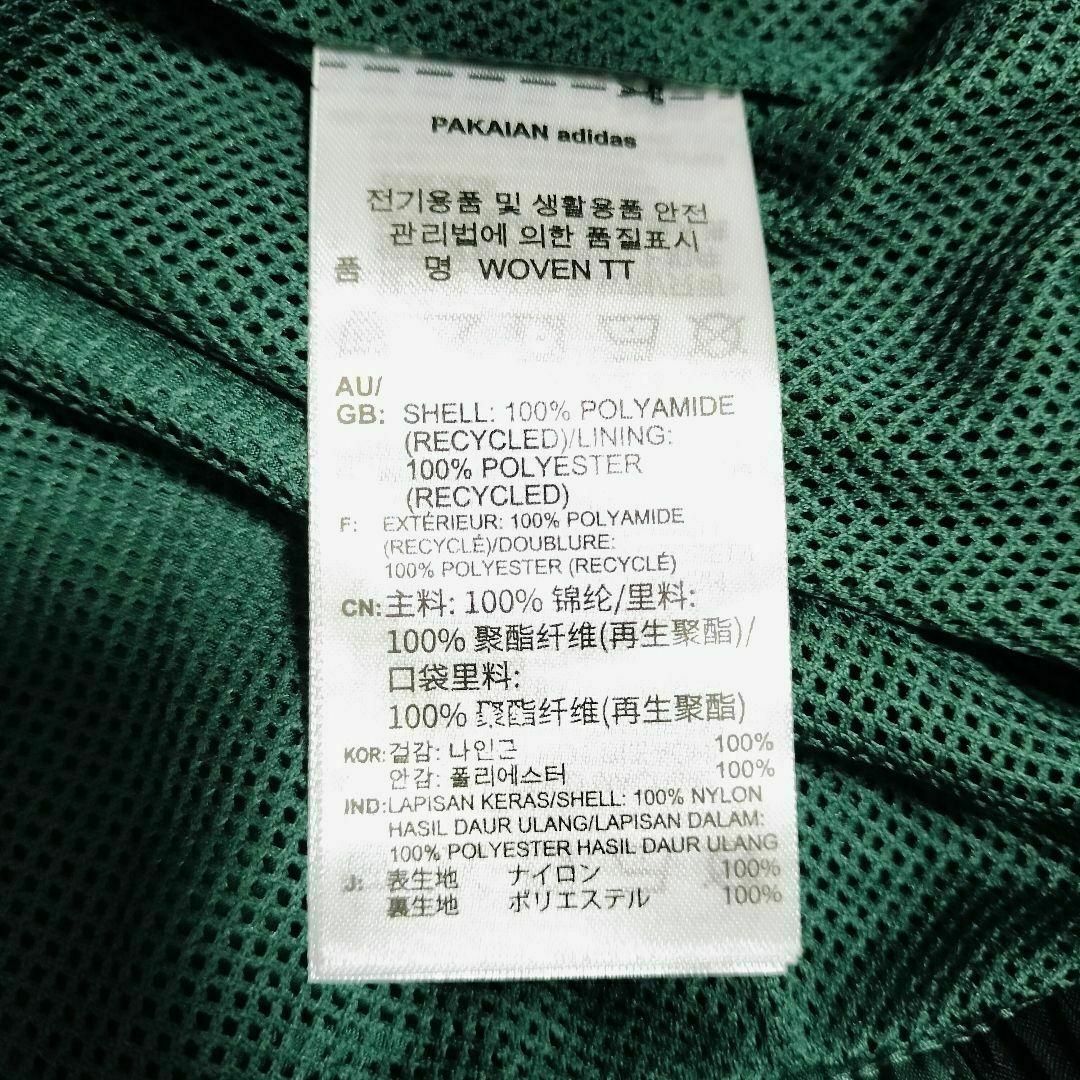 PAKAIAN adidas
전기용품 및 생활용품 안전
관리법에 의한 품질표시
품 명 WOVEN TT
AU/
GB: SHELL: 100% POLYAMIDE
(RECYCLED)/LINING:
100% POLYESTER
(RECYCLED)
F: EXTÉRIEUR: 100% POLYAMIDE
(RECYCLÉ)/DOUBLURE:
100% POLYESTER (RECYCLÉ)
CN: 主料: 100% 锦纶/里料:
100% 聚酯纤维(再生聚酯)/
口袋里料:
100% 聚酯纤维(再生聚酯)
KOR: 겉감: 나일론 100%
안감: 폴리에스터 100%
IND: LAPISAN KERAS/SHELL: 100% NYLON
HASIL DAUR ULANG/LAPISAN DALAM:
100% POLYESTER HASIL DAUR ULANG
J: 表生地 ナイロン 100%
裏生地 ポリエステル 100%